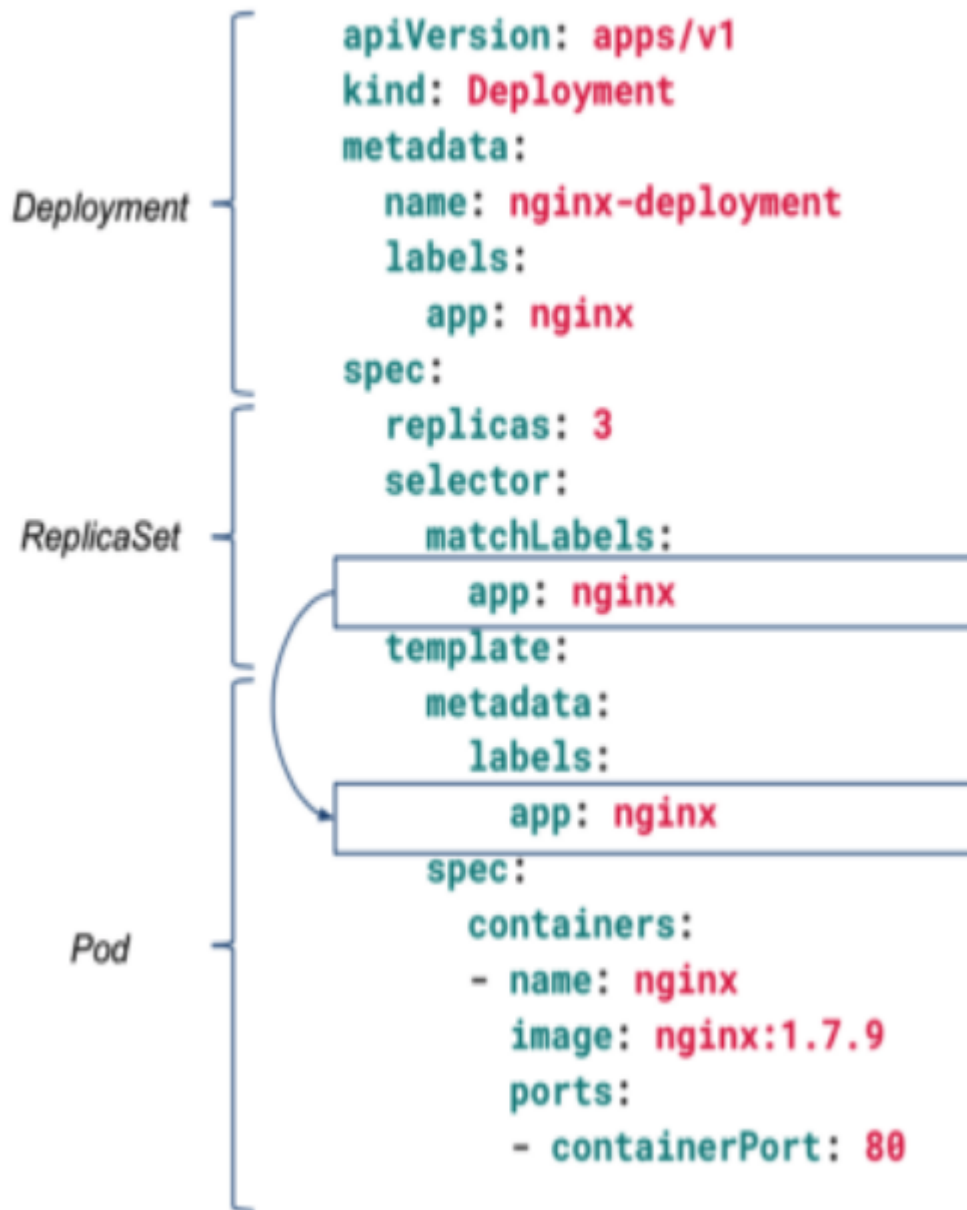 apiVersion: apps/v1
kind: Deployment
metadata:
Deployment
name: nginx-deployment
labels:
app: nginx
spec:
replicas: 3
selector:
ReplicaSet
matchLabels:
app: nginx
template:
metadata:
labels:
app: nginx
spec:
containers:
Pod
- name: nginx
image: nginx:1.7.9
ports:
- containerPort: 80